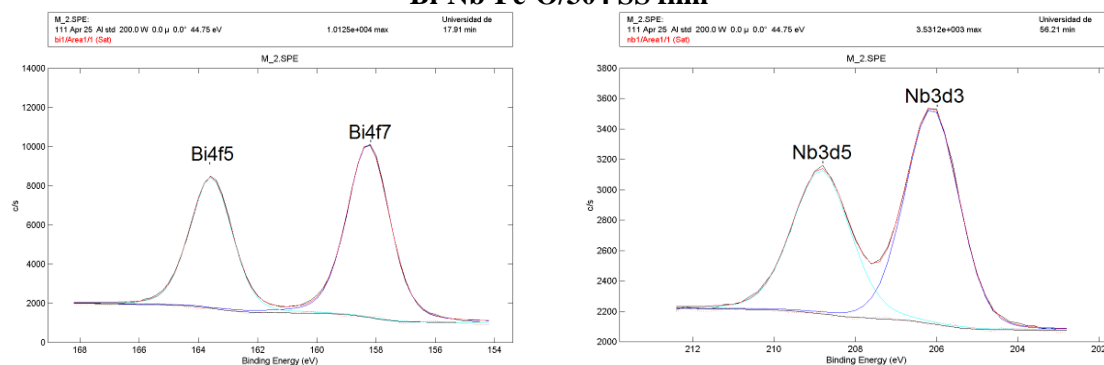 Bi-Nb-Fe-O/304 SS film
M_2.SPE: Universidad de
111 Apr 25 Al std 200.0 W 0.0 µ 0.0° 44.75 eV 1.0125e+004 max 17.91 min
bi1/Area1/1 (Sat)
M_2.SPE
14000
12000
10000
8000
6000
4000
2000
0
c/s
Bi4f5
Bi4f7
168 166 164 162 160 158 156 154
Binding Energy (eV)
M_2.SPE: Universidad de
111 Apr 25 Al std 200.0 W 0.0 µ 0.0° 44.75 eV 3.5312e+003 max 56.21 min
nb1/Area1/1 (Sat)
M_2.SPE
3800
3600
3400
3200
3000
2800
2600
2400
2200
2000
c/s
Nb3d5
Nb3d3
212 210 208 206 204 202
Binding Energy (eV)